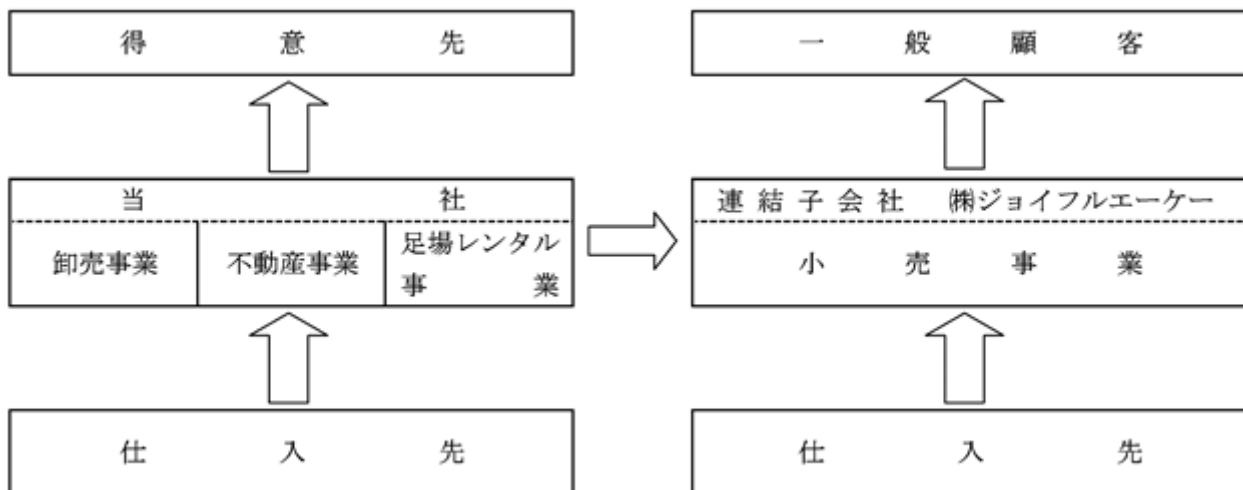 得意先
一般顧客
当社
連結子会社 ㈱ジョイフルエーケー
卸売事業
不動産事業
足場レンタル
事業
小売事業
仕入先
仕入先